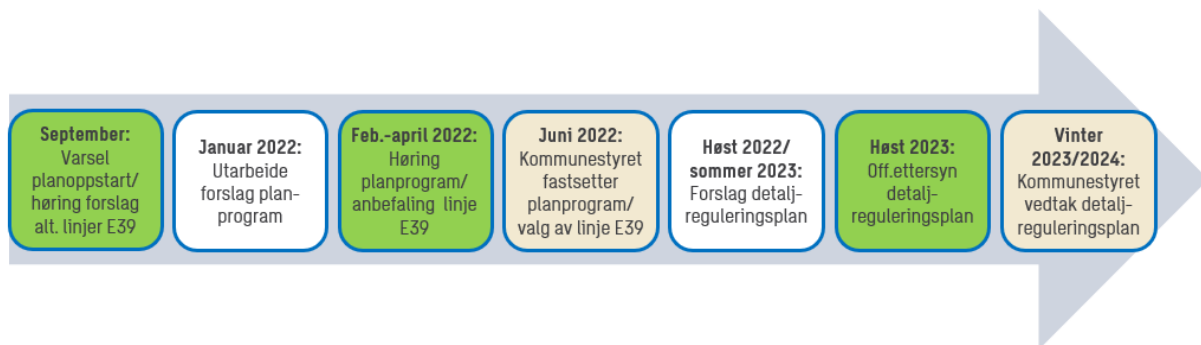 September:
Varsel
planoppstart/
høring forslag
alt. linjer E39
Januar 2022:
Utarbeide
forslag plan-
program
Feb.-april 2022:
Høring
planprogram/
anbefaling linje
E39
Juni 2022:
Kommunestyret
fastsetter
planprogram/
valg av linje E39
Høst 2022/
sommer 2023:
Forslag detalj-
reguleringsplan
Høst 2023:
Off.ettersyn
detalj-
reguleringsplan
Vinter
2023/2024:
Kommunestyret
vedtak detalj-
reguleringsplan